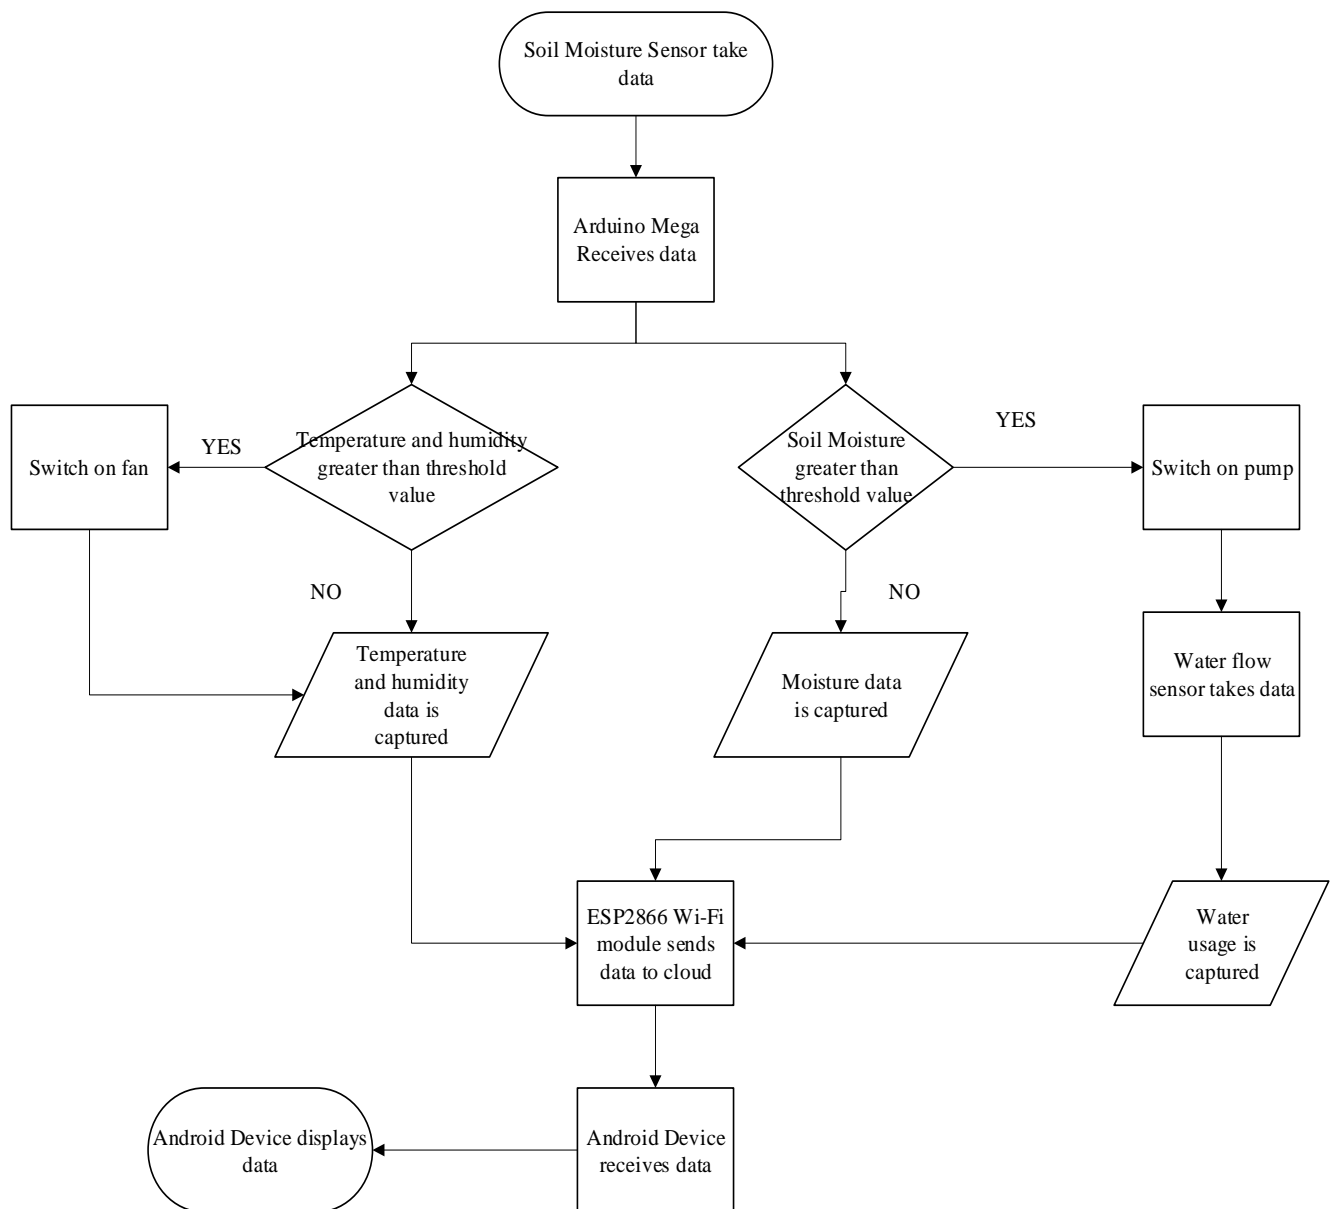 Soil Moisture Sensor take
data
Arduino Mega
Receives data
YES
Temperature and humidity
greater than threshold
value
Switch on fan
Soil Moisture
greater than
threshold value
YES
Switch on pump
NO
NO
Temperature
and humidity
data is
captured
Moisture data
is captured
Water flow
sensor takes data
ESP2866 Wi-Fi
module sends
data to cloud
Water
usage is
captured
Android Device displays
data
Android Device
receives data